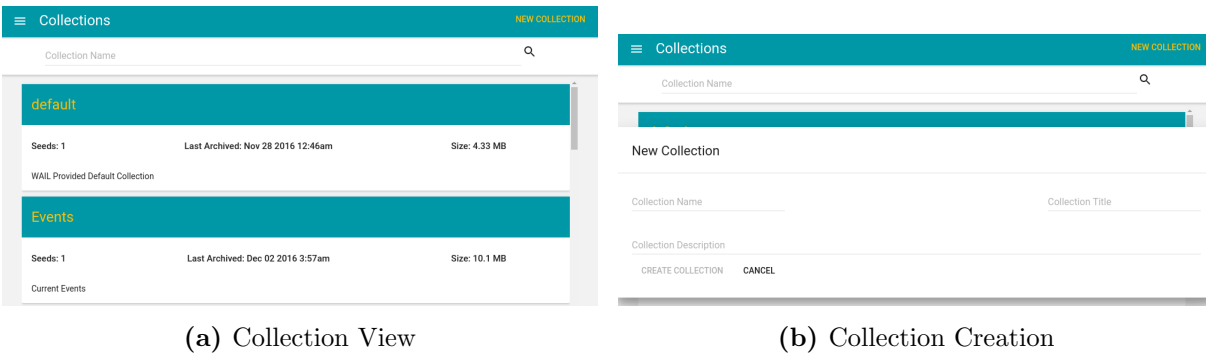 Collections
NEW COLLECTION
Collection Name
default
Seeds: 1 Last Archived: Nov 28 2016 12:46am Size: 4.33 MB
WAIL Provided Default Collection
Events
Seeds: 1 Last Archived: Dec 02 2016 3:57am Size: 10.1 MB
Current Events
(a) Collection View
Collections
NEW COLLECTION
Collection Name
New Collection
Collection Name Collection Title
Collection Description
CREATE COLLECTION CANCEL
(b) Collection Creation